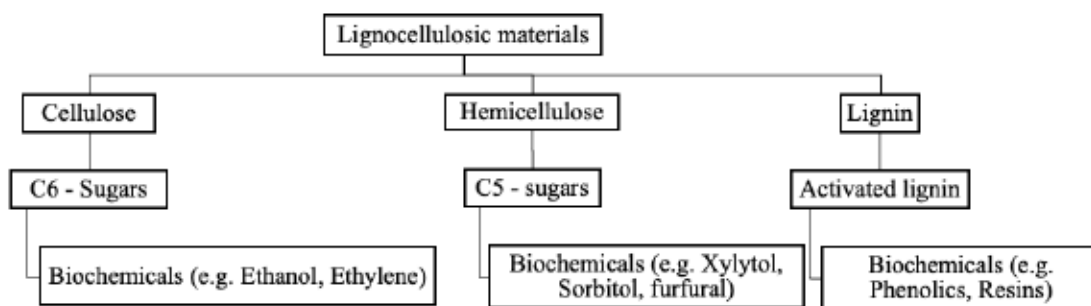 Lignocellulosic materials
Cellulose
Hemicellulose
Lignin
C6 - Sugars
C5 - sugars
Activated lignin
Biochemicals (e.g. Ethanol, Ethylene)
Biochemicals (e.g. Xylytol,
Sorbitol, furfural)
Biochemicals (e.g.
Phenolics, Resins)